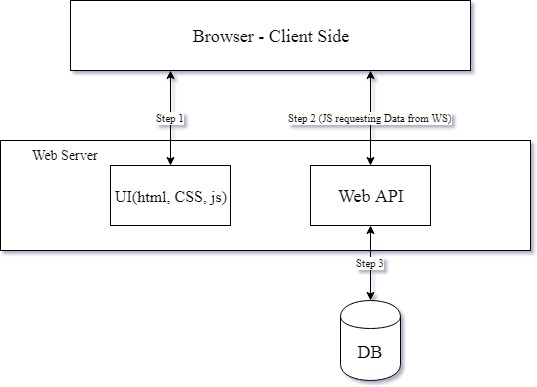 Browser - Client Side
Step 1
Step 2 (JS requesting Data from WS)
Web Server
UI(html, CSS, js)
Web API
Step 3
DB